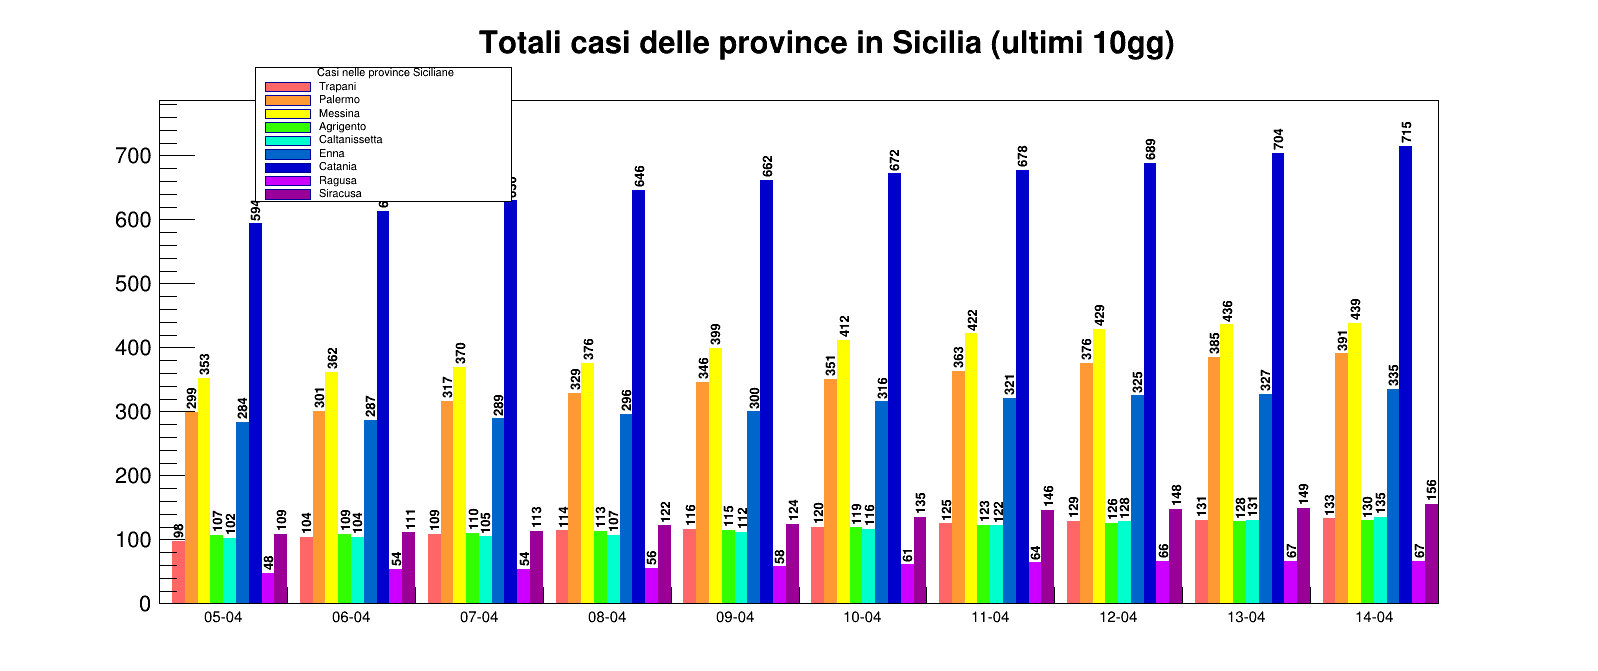 Totali casi delle province in Sicilia (ultimi 10gg)
Casi nelle province Siciliane
Trapani
Palermo
Messina
Agrigento
Caltanissetta
Enna
Catania
Ragusa
Siracusa
700
600
500
400
300
200
100
0
98 299 353 107 102 284 594 48 109
104 301 362 109 104 287 54 111
109 317 370 110 105 289 54 113
114 329 376 113 107 296 646 56 122
116 346 399 115 112 300 662 58 124
120 351 412 119 116 316 672 61 135
125 363 422 123 122 321 678 64 146
129 376 429 126 128 325 689 66 148
131 385 436 128 131 327 704 67 149
133 391 439 130 135 335 715 67 156
05-04 06-04 07-04 08-04 09-04 10-04 11-04 12-04 13-04 14-04